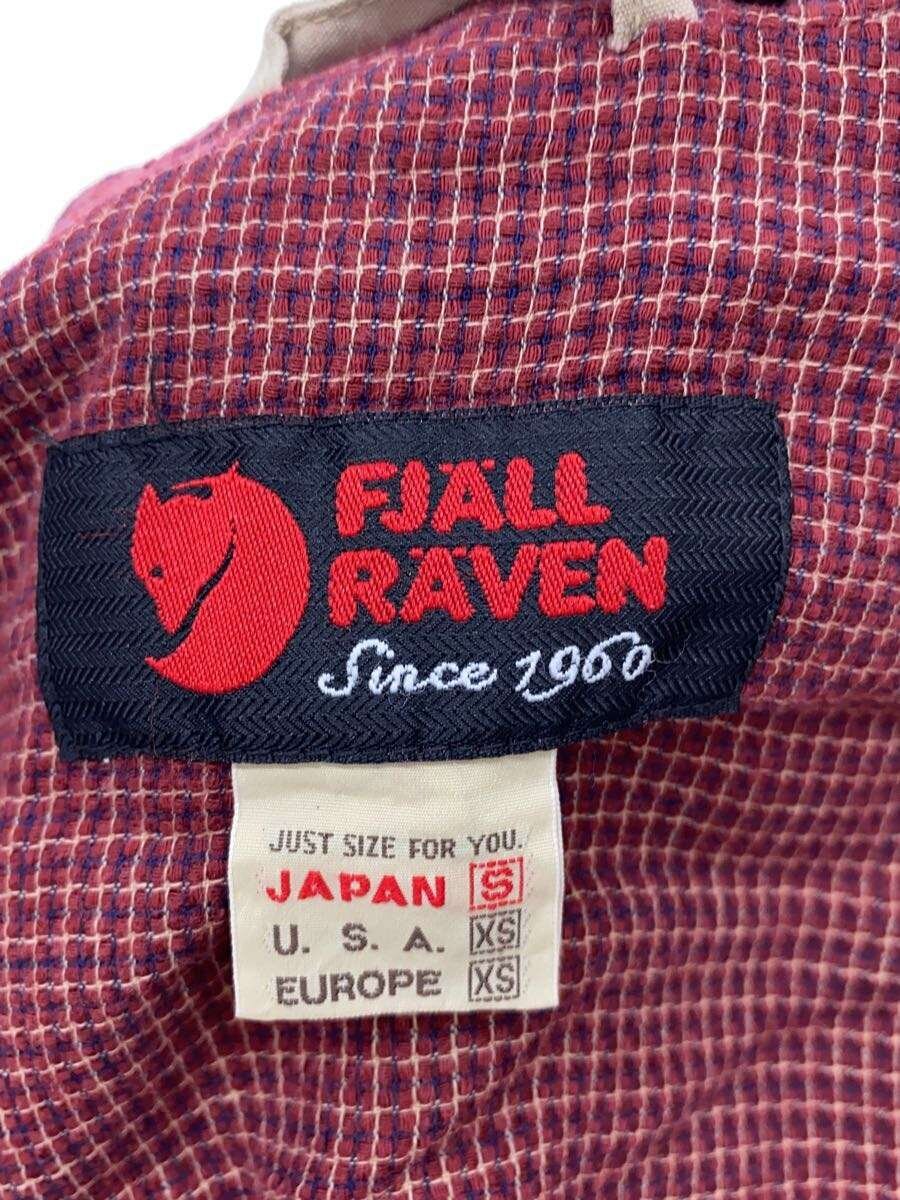 FJÄLL
RÄVEN
Since 1960
JUST SIZE FOR YOU.
JAPAN S
U. S. A. XS
EUROPE XS